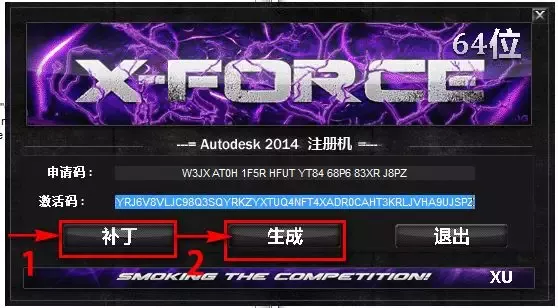 64位
X-FORCE
---= Autodesk 2014 注册机 =---
申请码： W3JX AT0H 1F5R HFUT YT84 68P6 83XR J8PZ
激活码： YRJ6V8VLJC98Q3SQYRKZYXTUQ4NFT4XADR0CAHT3KRLJVHA9UJSPZ
1 补丁 2 生成 退出
SMOKING THE COMPETITION! XU